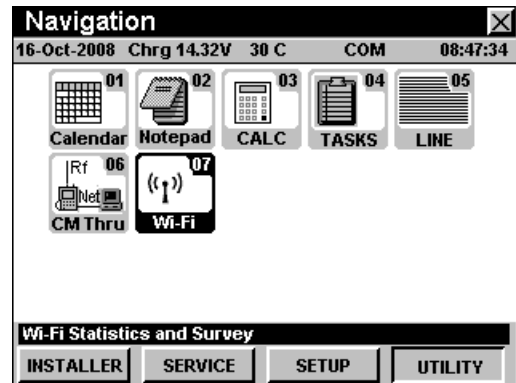 Navigation
16-Oct-2008 Chrg 14.32V 30 C COM 08:47:34
01 02 03 04 05
Calendar Notepad CALC TASKS LINE
Rf 06 07
Net
CM Thru Wi-Fi
Wi-Fi Statistics and Survey
INSTALLER SERVICE SETUP UTILITY